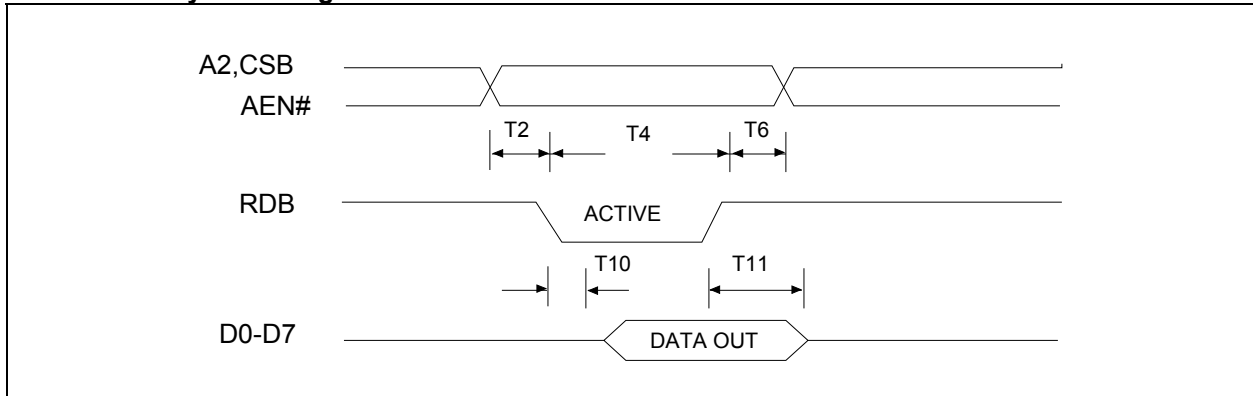 A2,CSB
AEN#
T2 T4 T6
RDB
ACTIVE
T10 T11
D0-D7
DATA OUT